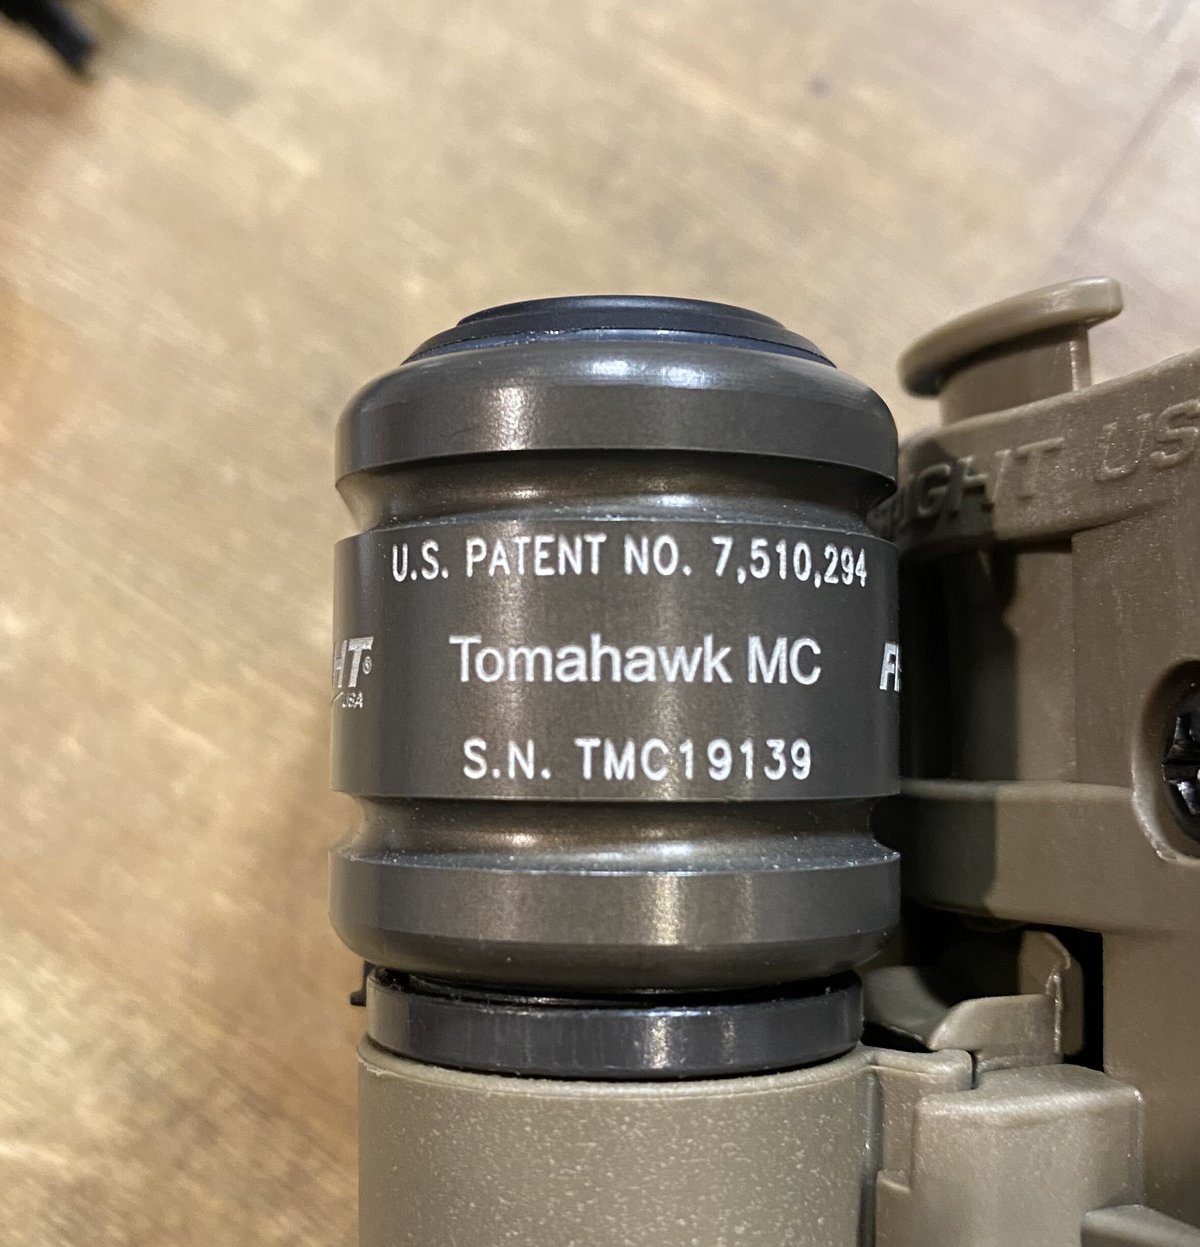 U.S. PATENT NO. 7,510,294
Tomahawk MC
S.N. TMC19139